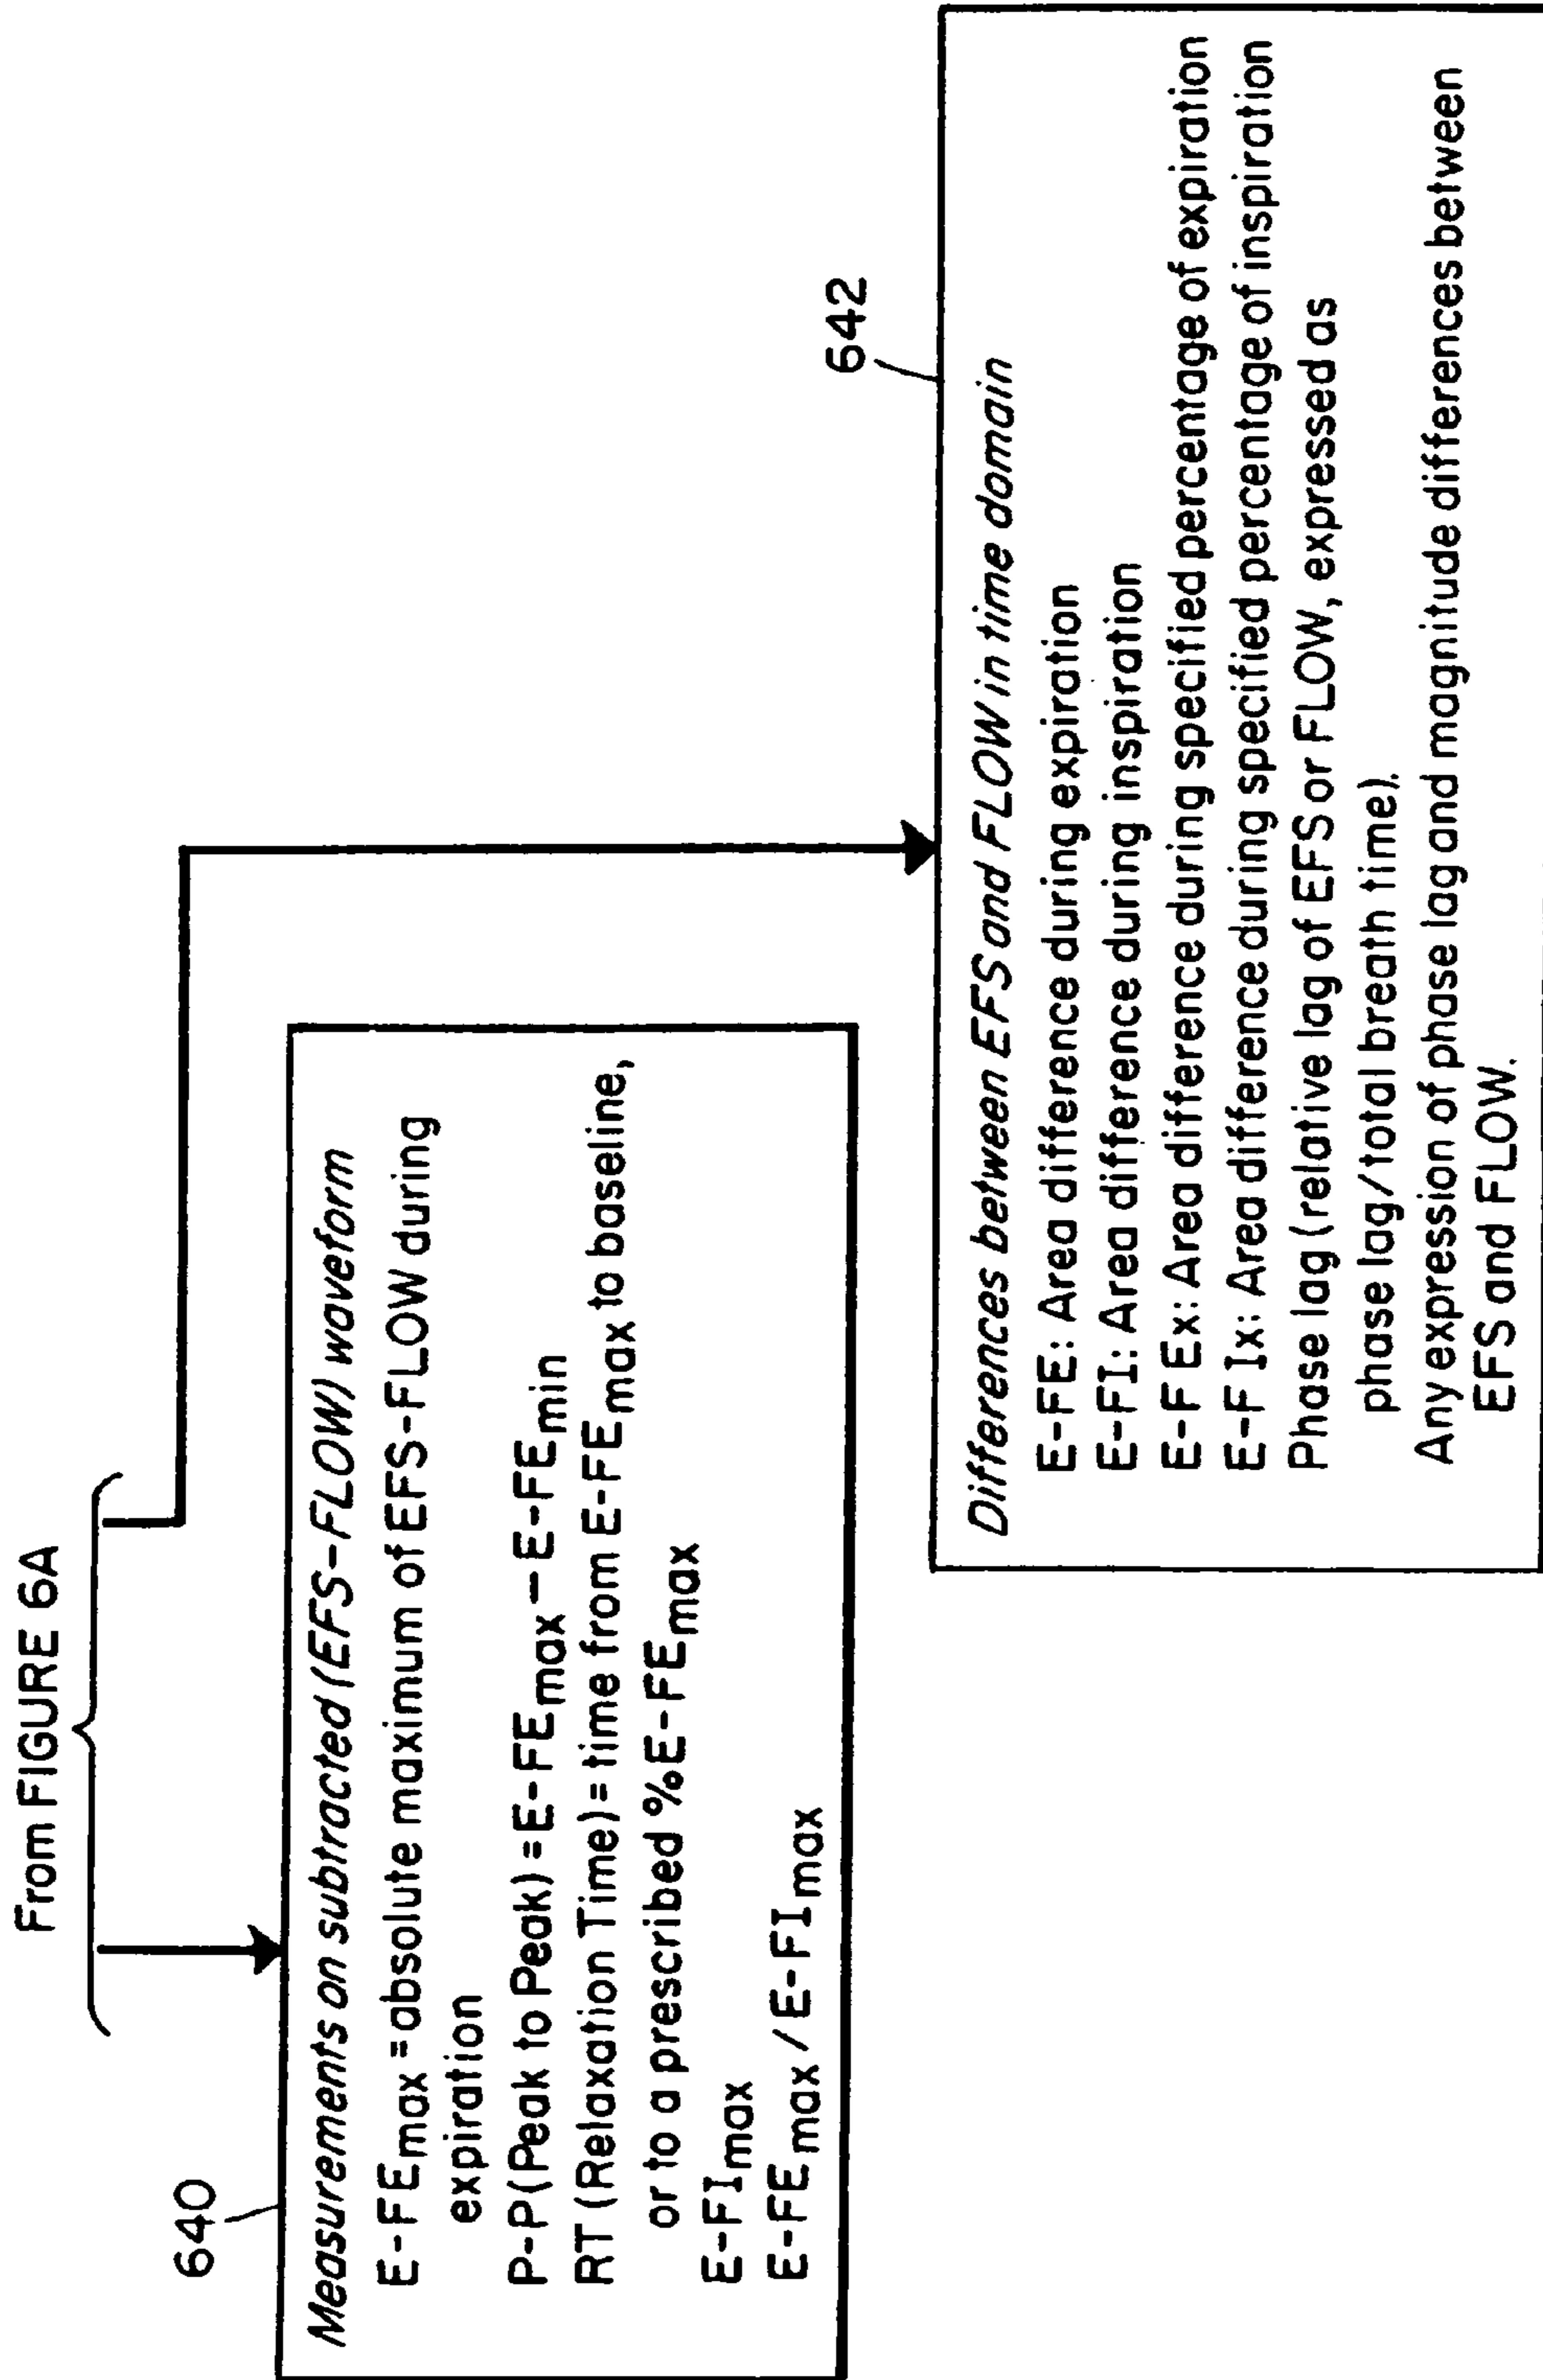 From FIGURE 6A
640
Measurements on subtracted (EFS-FLOW) waveform
E-FEmax = absolute maximum of EFS-FLOW during
expiration
P-P (Peak to Peak) = E-FEmax - E-FEmin
RT (Relaxation Time) = time from E-FEmax to baseline,
or to a prescribed %E-FEmax
E-FImax
E-FEmax / E-FImax
642
Differences between EFS and FLOW in time domain
E-FE: Area difference during expiration
E-FI: Area difference during inspiration
E-F Ex: Area difference during specified percentage of expiration
E-F Ix: Area difference during specified percentage of inspiration
Phase lag (relative lag of EFS or FLOW, expressed as
phase lag/total breath time).
Any expression of phase lag and magnitude differences between
EFS and FLOW.